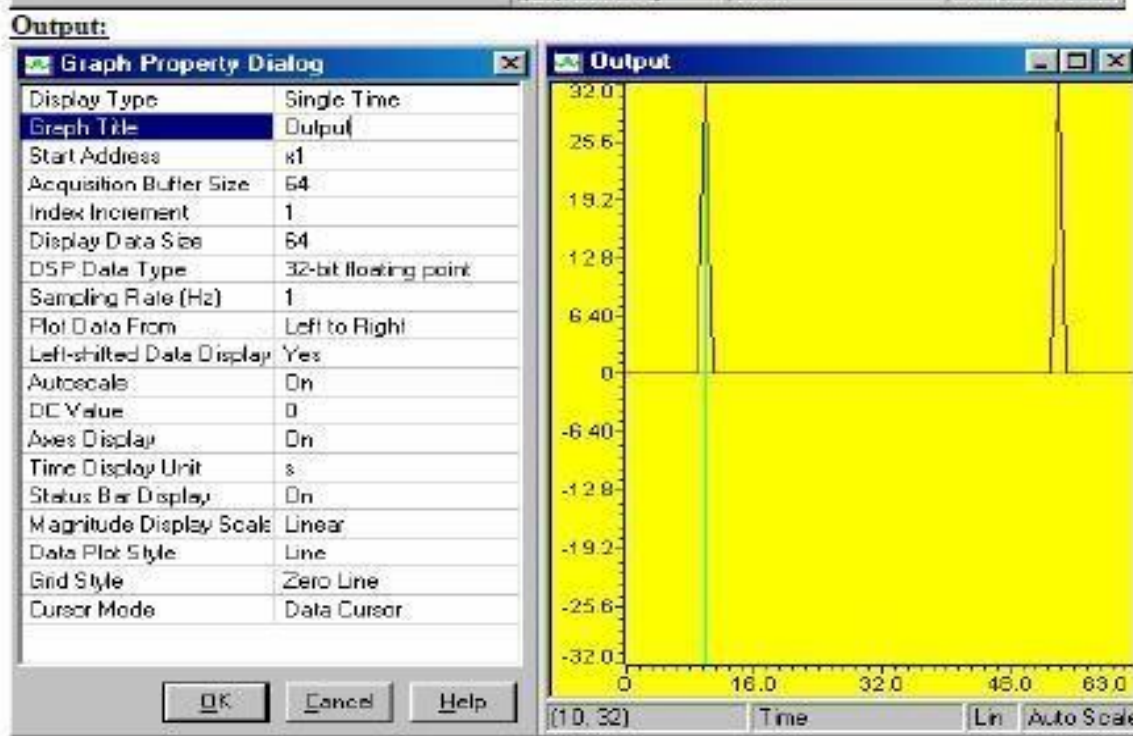 Output:
Graph Property Dialog
Display Type Single Time
Graph Title Output
Start Address x1
Acquisition Buffer Size 64
Index Increment 1
Display Data Size 64
DSP Data Type 32-bit floating point
Sampling Rate (Hz) 1
Plot Data From Left to Right
Left-shifted Data Display Yes
Autoscale On
DC Value 0
Axes Display On
Time Display Unit s
Status Bar Display On
Magnitude Display Scale Linear
Data Plot Style Line
Grid Style Zero Line
Cursor Mode Data Cursor
OK Cancel Help
Output
32.0
25.6
19.2
12.8
6.40
0
-6.40
-12.8
-19.2
-25.6
-32.0
0 16.0 32.0 48.0 63.0
(10, 32) Time Lin Auto Scale